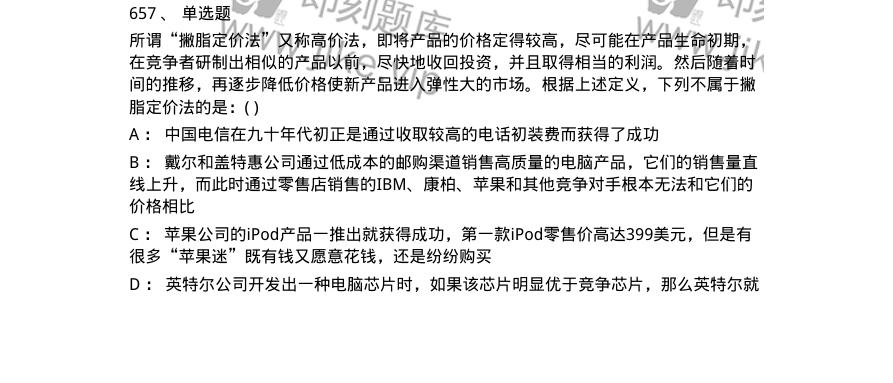 657 、 单选题
所谓“撇脂定价法”又称高价法，即将产品的价格定得较高，尽可能在产品生命初期，
在竞争者研制出相似的产品以前，尽快地收回投资，并且取得相当的利润。然后随着时
间的推移，再逐步降低价格使新产品进入弹性大的市场。根据上述定义，下列不属于撇
脂定价法的是：( )
A ： 中国电信在九十年代初正是通过收取较高的电话初装费而获得了成功
B ： 戴尔和盖特惠公司通过低成本的邮购渠道销售高质量的电脑产品，它们的销售量直
线上升，而此时通过零售店销售的IBM、康柏、苹果和其他竞争对手根本无法和它们的
价格相比
C ： 苹果公司的iPod产品一推出就获得成功，第一款iPod零售价高达399美元，但是有
很多“苹果迷”既有钱又愿意花钱，还是纷纷购买
D ： 英特尔公司开发出一种电脑芯片时，如果该芯片明显优于竞争芯片，那么英特尔就